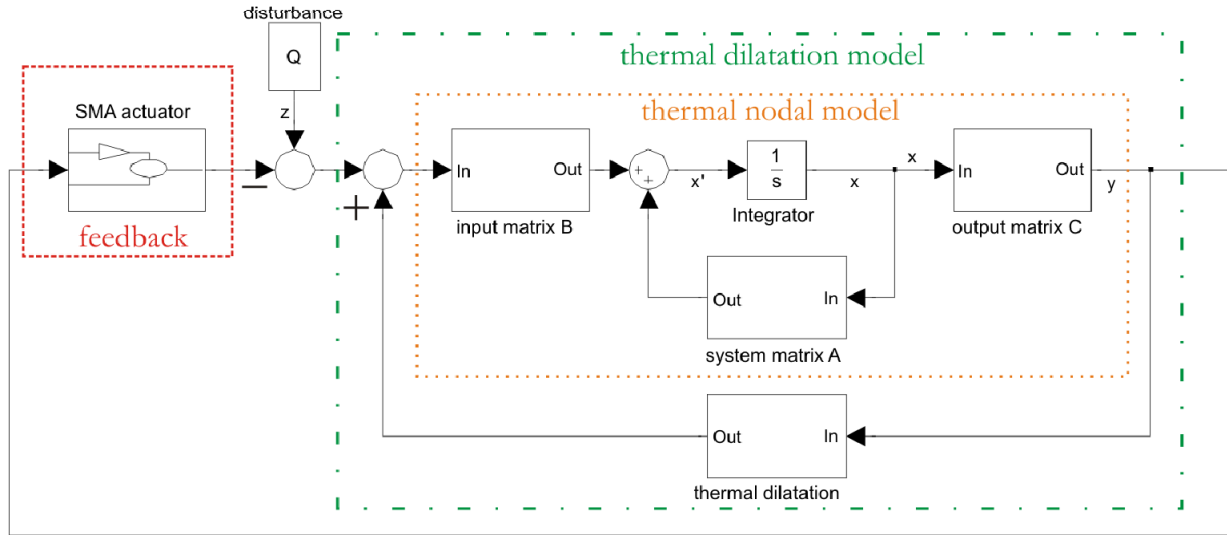 disturbance
Q
z
thermal dilatation model
thermal nodal model
SMA actuator
feedback
−
+
In
Out
input matrix B
+
+
x'
1
s
Integrator
x
x
In
Out
output matrix C
y
Out
In
system matrix A
Out
In
thermal dilatation